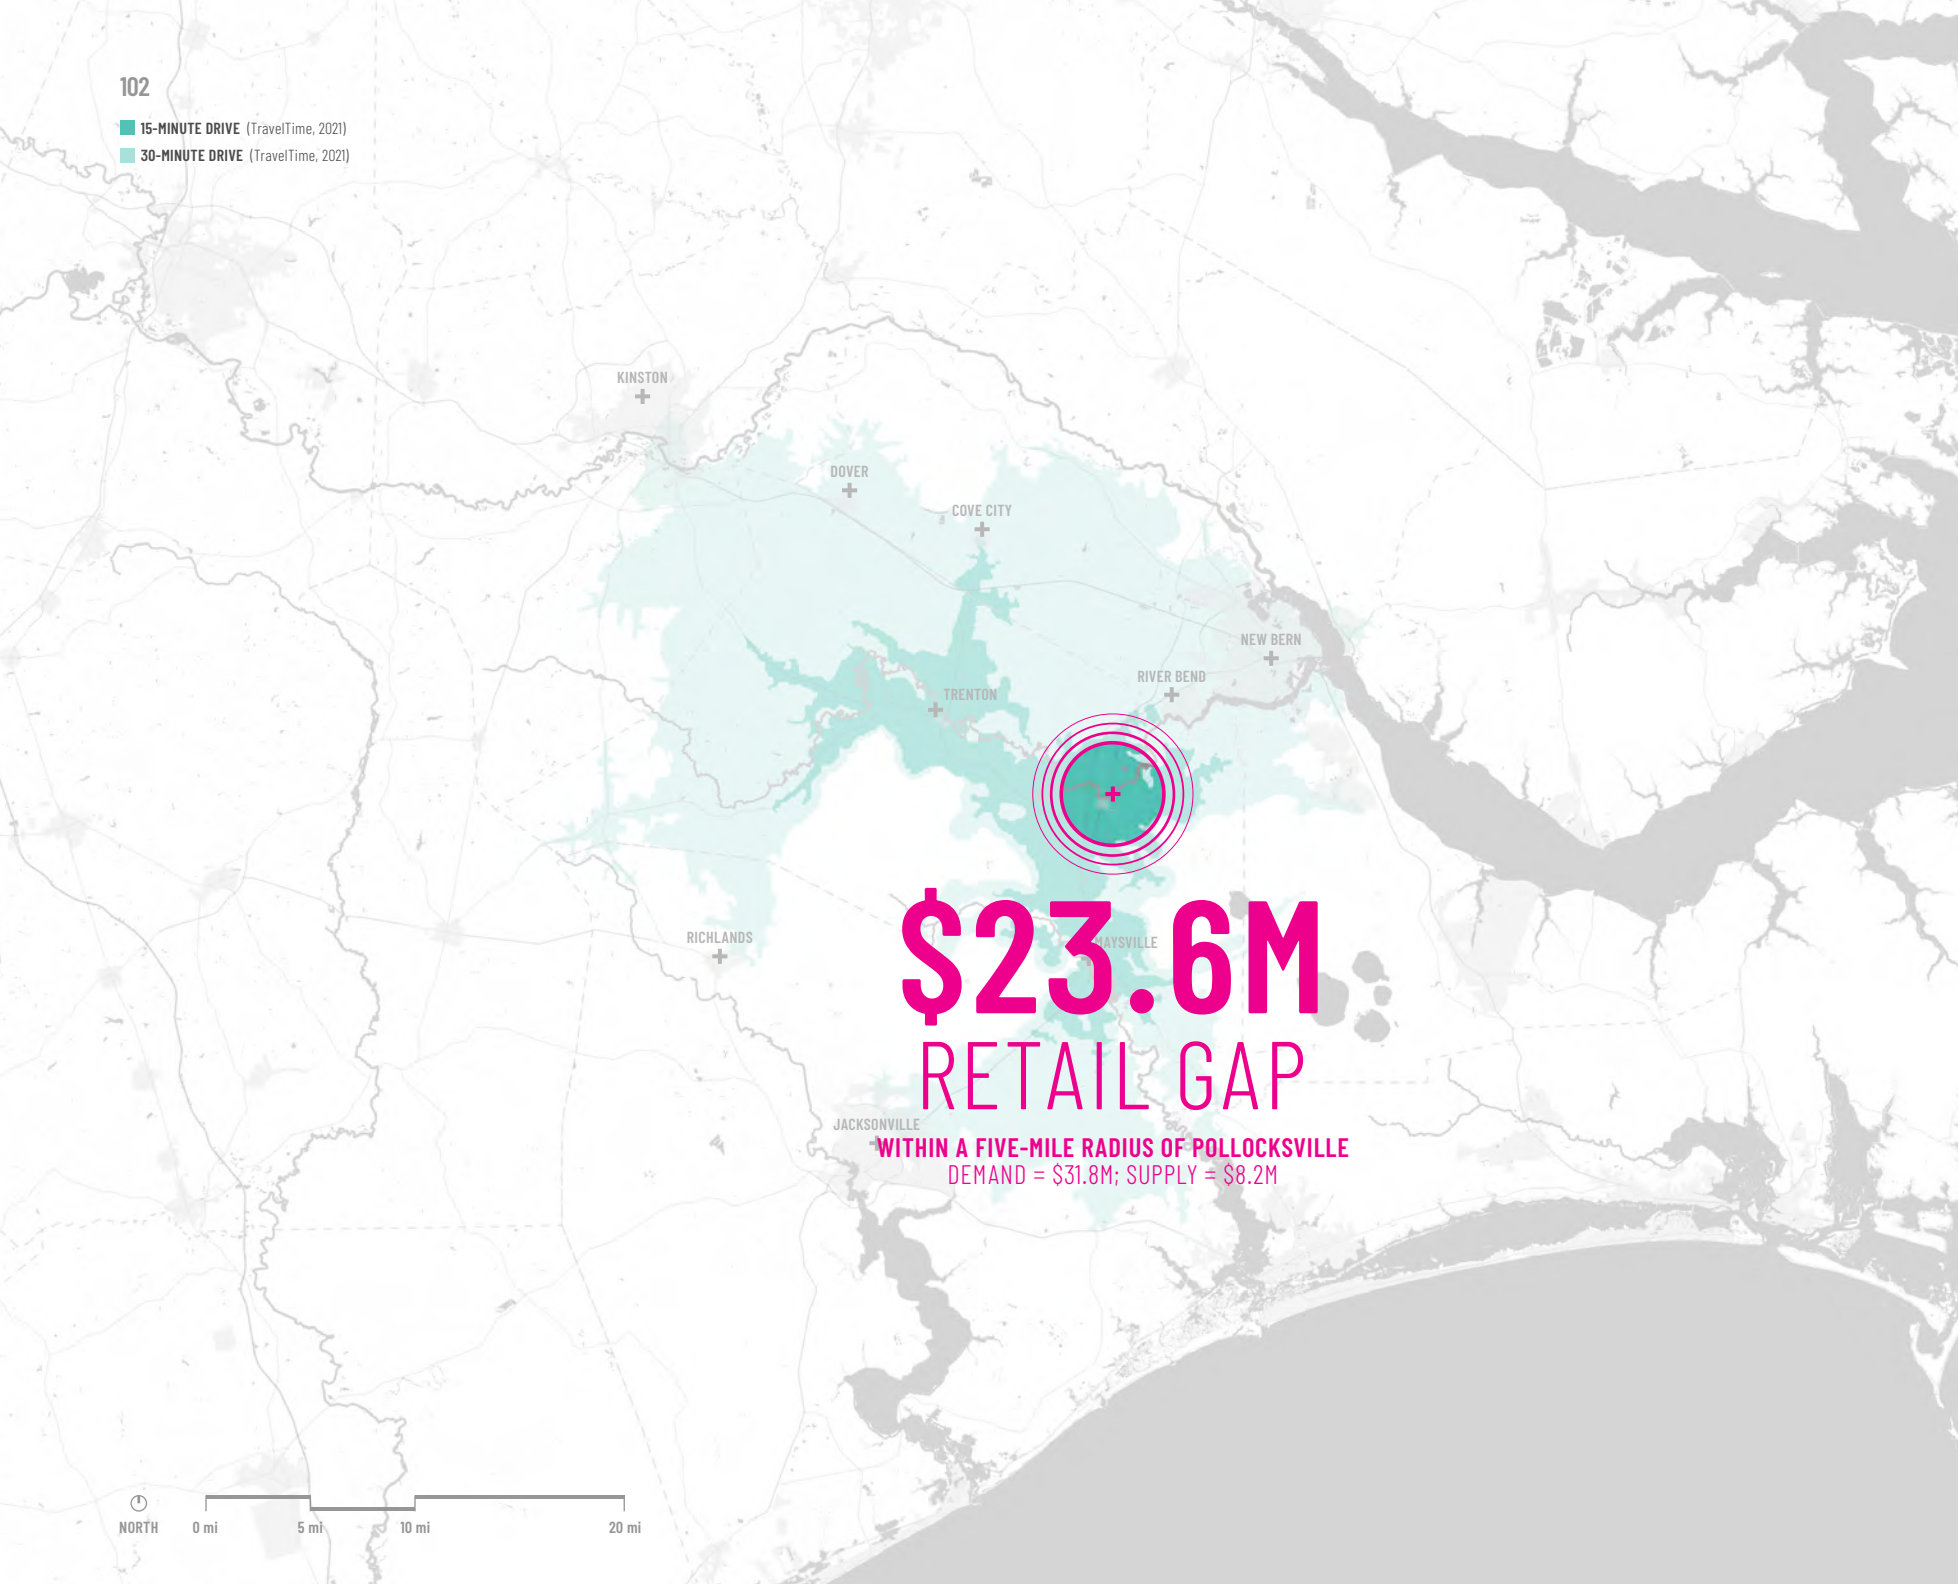 102
15-MINUTE DRIVE (TravelTime, 2021)
30-MINUTE DRIVE (TravelTime, 2021)
KINSTON
DOVER
COVE CITY
NEW BERN
RIVER BEND
TRENTON
$23.6M
MAYSVILLE
RICHLANDS
RETAIL GAP
JACKSONVILLE
WITHIN A FIVE-MILE RADIUS OF POLLOCKSVILLE
DEMAND = $31.8M; SUPPLY = $8.2M
NORTH
0 mi
5 mi
10 mi
20 mi